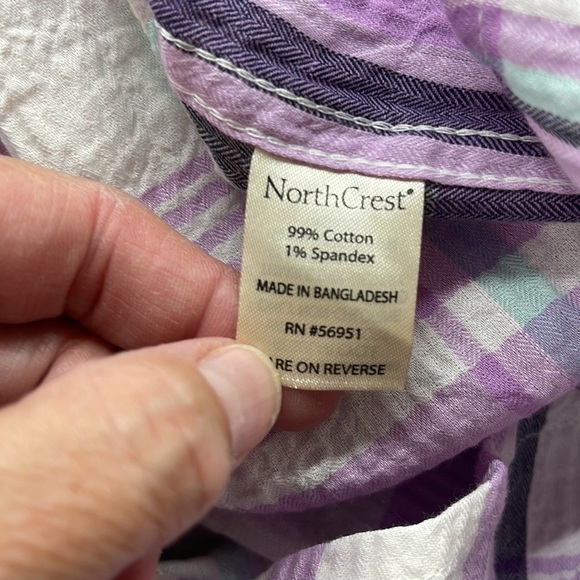 NorthCrest®
99% Cotton
1% Spandex
MADE IN BANGLADESH
RN #56951
ARE ON REVERSE